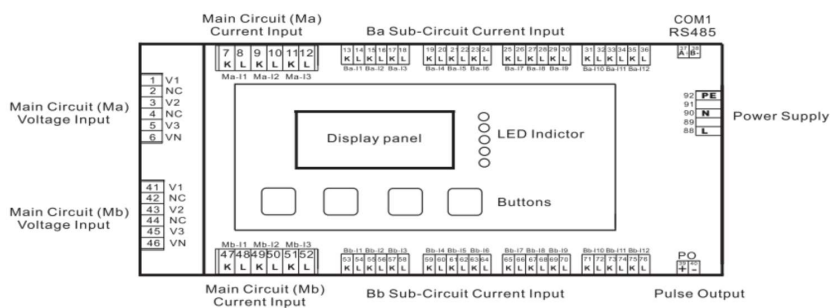 Main Circuit (Ma)
Current Input
Ba Sub-Circuit Current Input
COM1
RS485
7 8 9 10 11 12
K L K L K L
Ma-I1 Ma-I2 Ma-I3
13 14 15 16 17 18
K L K L K L
Ba-I1 Ba-I2 Ba-I3
19 20 21 22 23 24
K L K L K L
Ba-I4 Ba-I5 Ba-I6
25 26 27 28 29 30
K L K L K L
Ba-I7 Ba-I8 Ba-I9
31 32 33 34 35 36
K L K L K L
Ba-I10 Ba-I11 Ba-I12
37 38
A+ B-
Main Circuit (Ma)
Voltage Input
1 V1
2 NC
3 V2
4 NC
5 V3
6 VN
Display panel
LED Indictor
92 PE
91
90 N
89
88 L
Power Supply
Main Circuit (Mb)
Voltage Input
41 V1
42 NC
43 V2
44 NC
45 V3
46 VN
Buttons
Mb-I1 Mb-I2 Mb-I3
47 48 49 50 51 52
K L K L K L
Bb-I1 Bb-I2 Bb-I3
53 54 55 56 57 58
K L K L K L
Bb-I4 Bb-I5 Bb-I6
59 60 61 62 63 64
K L K L K L
Bb-I7 Bb-I8 Bb-I9
65 66 67 68 69 70
K L K L K L
Bb-I10 Bb-I11 Bb-I12
71 72 73 74 75 76
K L K L K L
PO
39 40
+ -
Main Circuit (Mb)
Current Input
Bb Sub-Circuit Current Input
Pulse Output